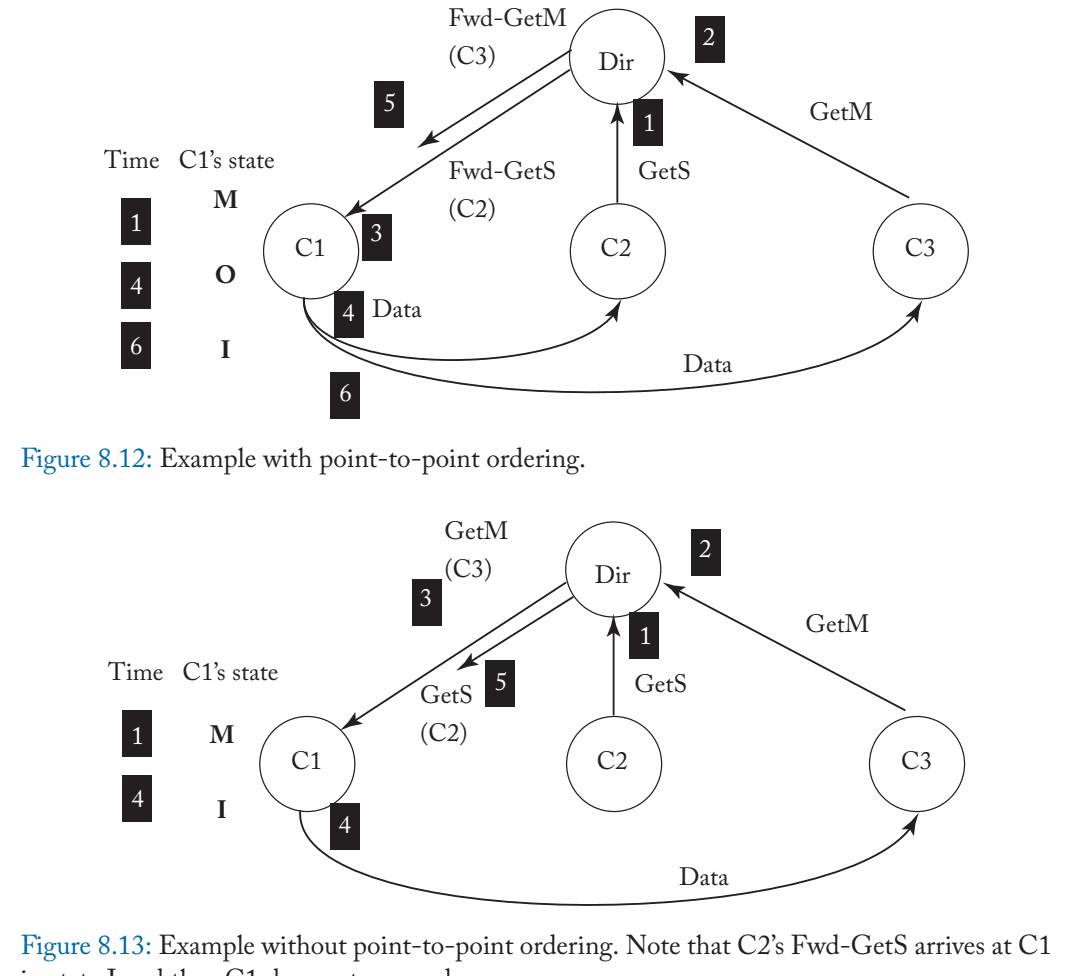 Fwd-GetM
(C3)
Dir
2
5
1
GetM
Time C1's state
Fwd-GetS
(C2)
GetS
M
1
3
C1
C2
C3
O
4
4 Data
6
I
Data
6
Figure 8.12: Example with point-to-point ordering.
GetM
(C3)
Dir
2
3
1
GetM
Time C1's state
GetS
(C2)
5
GetS
1
M
C1
C2
C3
4
I
4
Data
Figure 8.13: Example without point-to-point ordering. Note that C2's Fwd-GetS arrives at C1